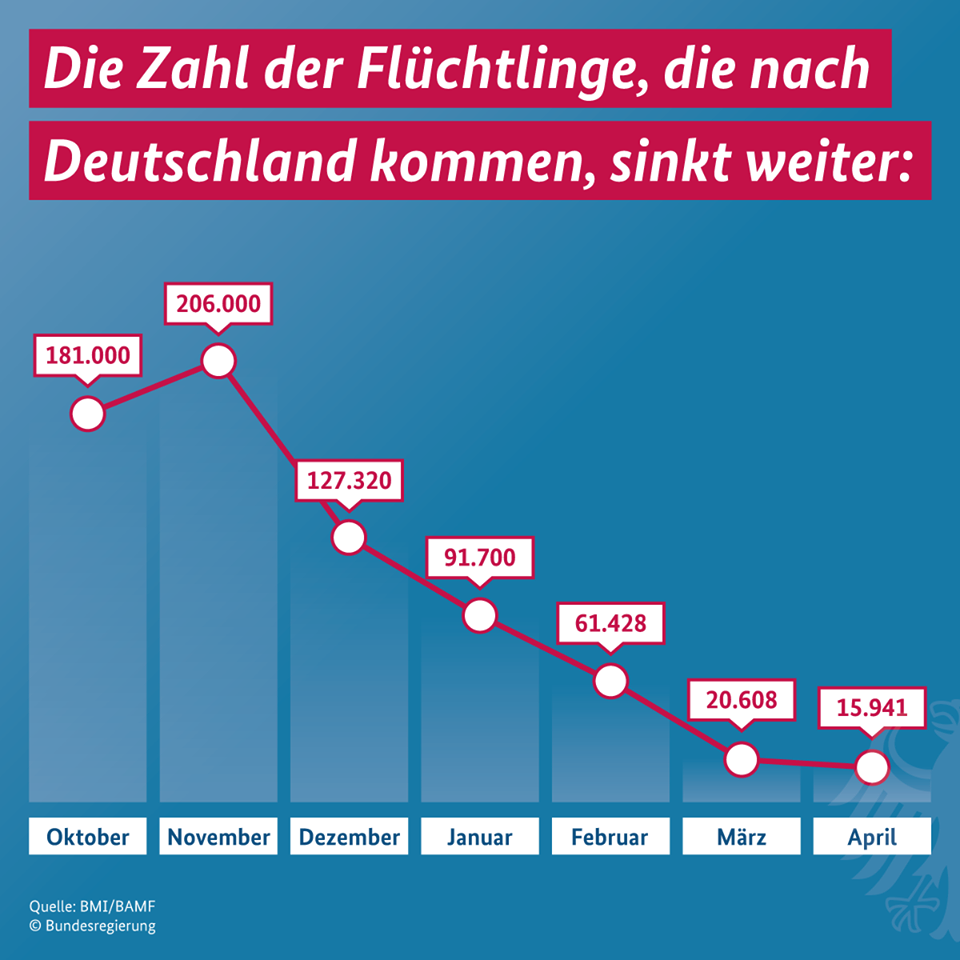 Die Zahl der Flüchtlinge, die nach
Deutschland kommen, sinkt weiter:
206.000
181.000
127.320
91.700
61.428
20.608
15.941
Oktober November Dezember Januar Februar März April
Quelle: BMI/BAMF
© Bundesregierung